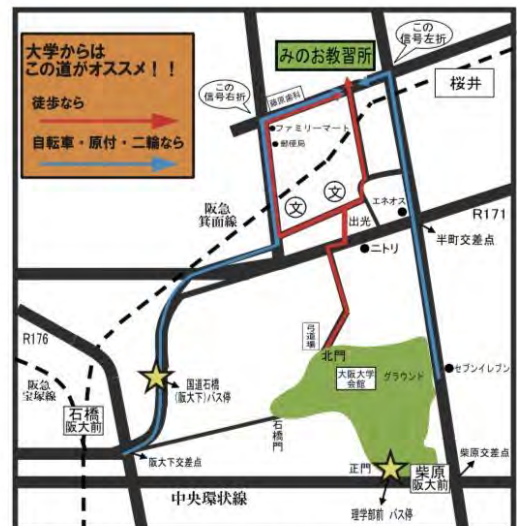 大学からは
この道がオススメ！！
徒歩なら
自転車・原付・二輪なら
この
信号左折
みのお教習所
桜井
この
信号右折
篠原歯科
ファミリーマート
郵便局
文
文
エネオス
阪急
箕面線
出光
R171
ニトリ
半町交差点
弓道場
北門
R176
大阪大学
会館
グラウンド
セブンイレブン
阪急
宝塚線
国道石橋
(阪大下)バス停
石橋
阪大前
石橋門
阪大下交差点
正門
柴原
阪大前
柴原交差点
中央環状線
理学部前 バス停